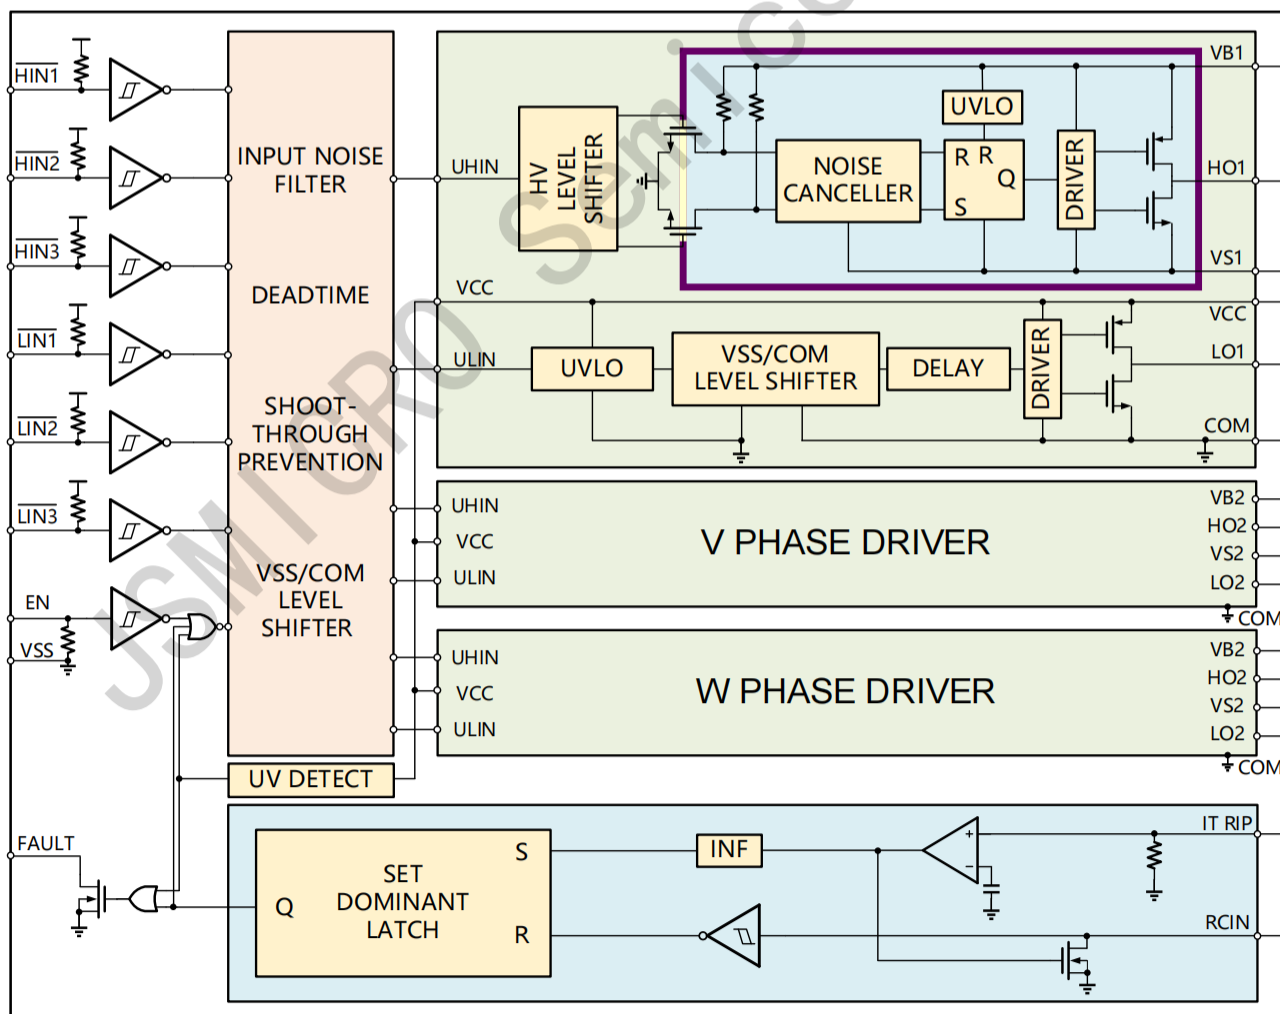 JSMICRO Semico
HIN1
HIN2
HIN3
LIN1
LIN2
LIN3
EN
VSS
FAULT
INPUT NOISE
FILTER
DEADTIME
SHOOT-
THROUGH
PREVENTION
VSS/COM
LEVEL
SHIFTER
UV DETECT
UHIN
HV
LEVEL
SHIFTER
NOISE
CANCELLER
UVLO
R R
Q
S
DRIVER
VB1
HO1
VS1
VCC
VCC
ULIN
UVLO
VSS/COM
LEVEL SHIFTER
DELAY
DRIVER
LO1
COM
UHIN
VCC
ULIN
V PHASE DRIVER
VB2
HO2
VS2
LO2
COM
UHIN
VCC
ULIN
W PHASE DRIVER
VB2
HO2
VS2
LO2
COM
SET
DOMINANT
LATCH
S
Q
R
INF
+
−
IT RIP
RCIN